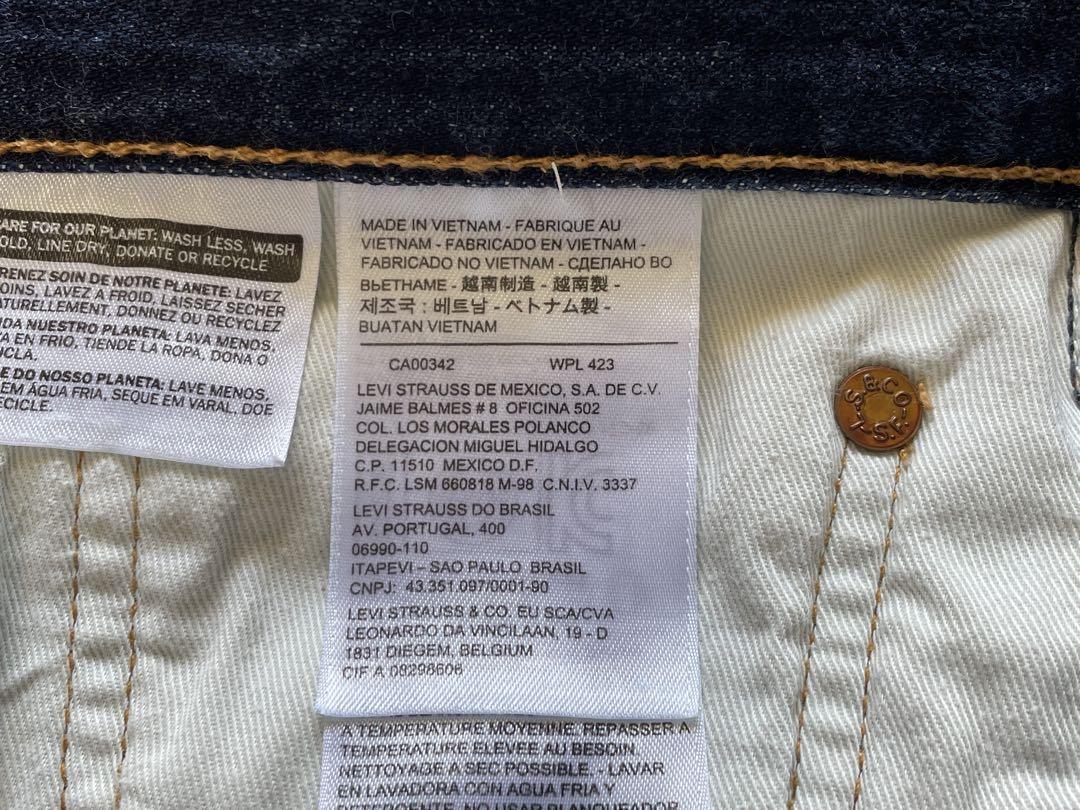 ARE FOR OUR PLANET: WASH LESS, WASH
OLD, LINE DRY, DONATE OR RECYCLE
RENEZ SOIN DE NOTRE PLANETE: LAVEZ
OINS, LAVEZ A FROID, LAISSEZ SECHER
ATURELLEMENT, DONNEZ OU RECYCLEZ
DA NUESTRO PLANETA: LAVA MENOS,
A EN FRIO, TIENDE LA ROPA, DONA O
CLA.
E DO NOSSO PLANETA: LAVE MENOS,
EM ÁGUA FRIA, SEQUE EM VARAL, DOE
ECICLE.
MADE IN VIETNAM - FABRIQUE AU
VIETNAM - FABRICADO EN VIETNAM -
FABRICADO NO VIETNAM - СДЕЛАНО ВО
ВЬЕТНАМЕ - 越南制造 - 越南製 -
제조국 : 베트남 - ベトナム製 -
BUATAN VIETNAM
CA00342 WPL 423
LEVI STRAUSS DE MEXICO, S.A. DE C.V.
JAIME BALMES # 8 OFICINA 502
COL. LOS MORALES POLANCO
DELEGACION MIGUEL HIDALGO
C.P. 11510 MEXICO D.F.
R.F.C. LSM 660818 M-98 C.N.I.V. 3337
LEVI STRAUSS DO BRASIL
AV. PORTUGAL, 400
06990-110
ITAPEVI – SAO PAULO BRASIL
CNPJ: 43.351.097/0001-90
LEVI STRAUSS & CO. EU SCA/CVA
LEONARDO DA VINCILAAN, 19 - D
1831 DIEGEM, BELGIUM
CIF A 08298606
A TEMPERATURE MOYENNE. REPASSER A
TEMPERATURE ELEVEE AU BESOIN.
NETTOYAGE A SEC POSSIBLE. - LAVAR
EN LAVADORA CON AGUA FRIA Y
DETERGENTE. NO USAR BLANQUEADOR
L.S.&CO. S.F.